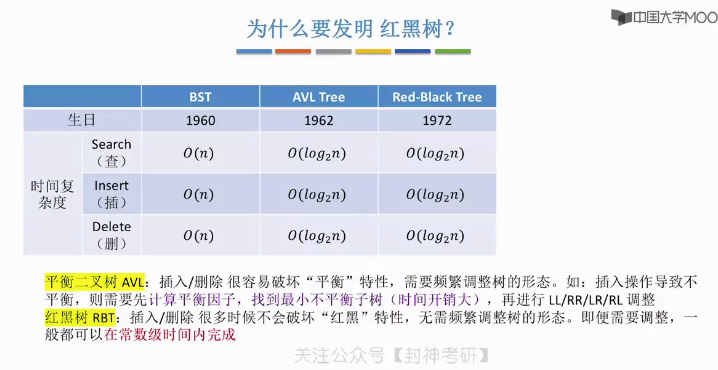 为什么要发明 红黑树？
中国大学MOO
BST AVL Tree Red-Black Tree
生日 1960 1962 1972
时间复杂度
Search（查） O(n) O(log₂n) O(log₂n)
Insert（插） O(n) O(log₂n) O(log₂n)
Delete（删） O(n) O(log₂n) O(log₂n)
平衡二叉树 AVL：插入/删除 很容易破坏“平衡”特性，需要频繁调整树的形态。如：插入操作导致不
平衡，则需要先计算平衡因子，找到最小不平衡子树（时间开销大），再进行 LL/RR/LR/RL 调整
红黑树 RBT：插入/删除 很多时候不会破坏“红黑”特性，无需频繁调整树的形态。即便需要调整，一
般都可以在常数级时间内完成
关注公众号【封神考研】